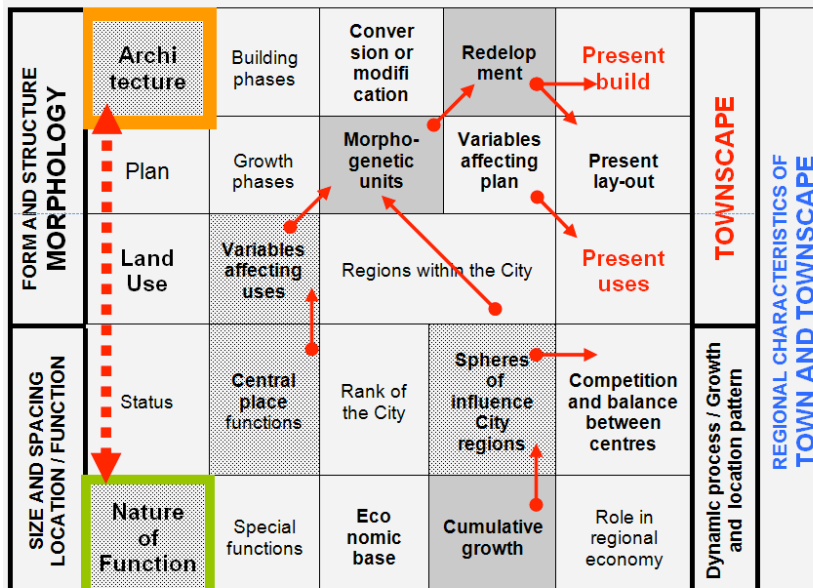 FORM AND STRUCTURE
MORPHOLOGY
Archi
tecture
Building
phases
Conver
sion or
modifi
cation
Redelop
ment
Present
build
Plan
Growth
phases
Morpho-
genetic
units
Variables
affecting
plan
Present
lay-out
Land
Use
Variables
affecting
uses
Regions within the City
Present
uses
TOWNSCAPE
SIZE AND SPACING
LOCATION / FUNCTION
Status
Central
place
functions
Rank of
the City
Spheres
of
influence
City
regions
Competition
and balance
between
centres
Nature
of
Function
Special
functions
Eco
nomic
base
Cumulative
growth
Role in
regional
economy
Dynamic process / Growth
and location pattern
REGIONAL CHARACTERISTICS OF
TOWN AND TOWNSCAPE